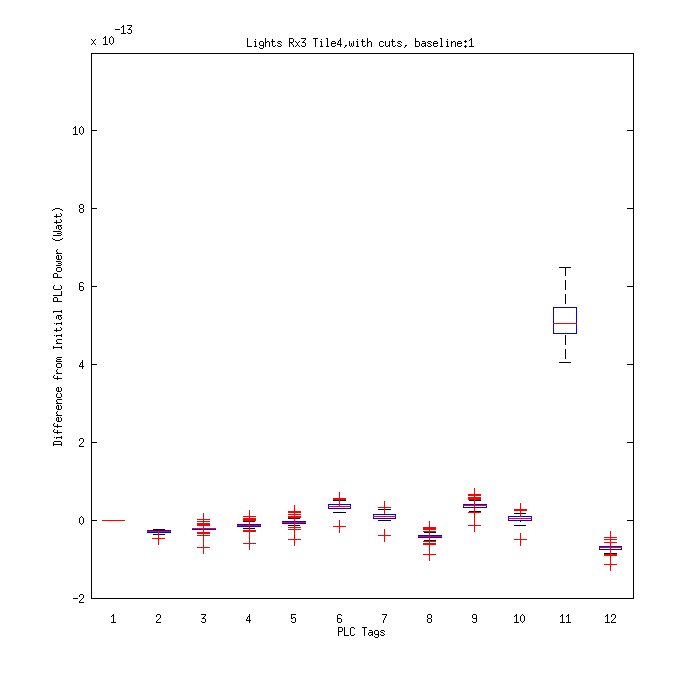 x 10 -13
Lights Rx3 Tile4,with cuts, baseline:1
10
8
6
4
2
0
-2
Difference from Initial PLC Power (Watt)
1 2 3 4 5 6 7 8 9 10 11 12
PLC Tags